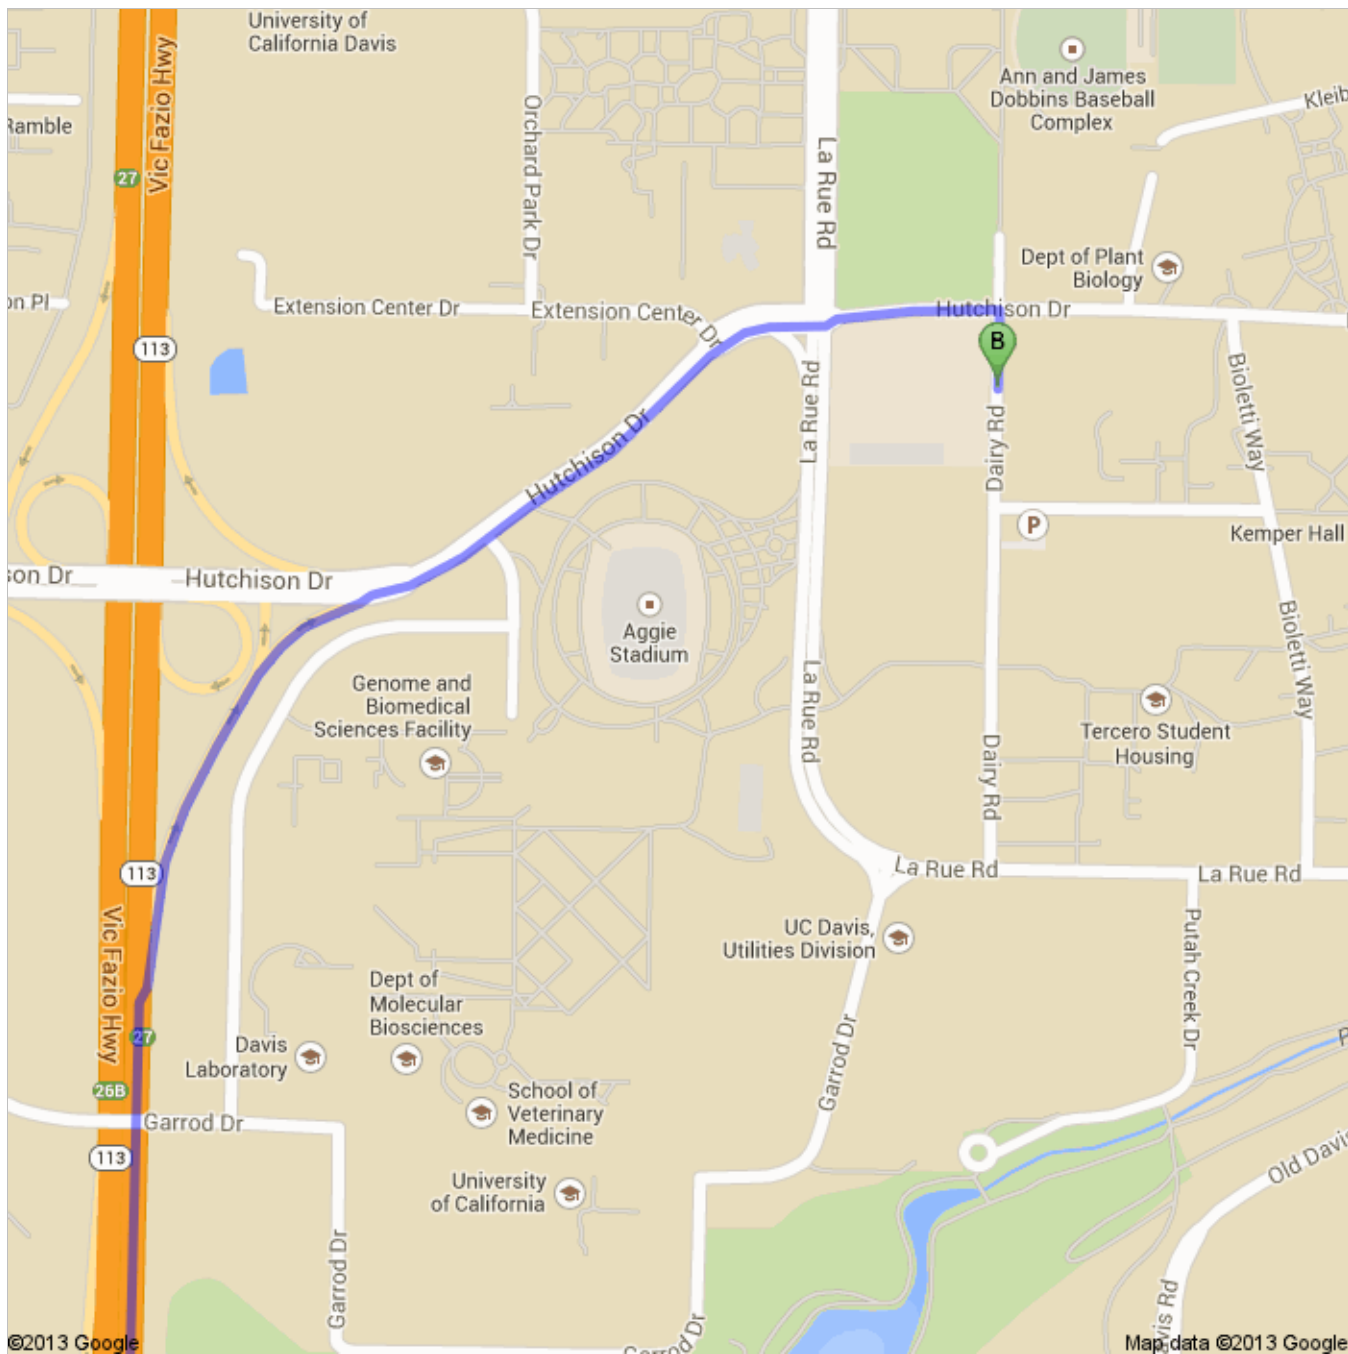 University of
California Davis
Vic Fazio Hwy
27
Ramble
Orchard Park Dr
La Rue Rd
Ann and James
Dobbins Baseball
Complex
Kleib
Dept of Plant
Biology
on Pl
Extension Center Dr
Extension Center Dr
Hutchison Dr
113
B
La Rue Rd
Dairy Rd
Bioletti Way
Hutchison Dr
P
Kemper Hall
son Dr
Hutchison Dr
Aggie
Stadium
Bioletti Way
Genome and
Biomedical
Sciences Facility
La Rue Rd
Dairy Rd
Tercero Student
Housing
113
La Rue Rd
La Rue Rd
Vic Fazio Hwy
UC Davis,
Utilities Division
Putah Creek Dr
Dept of
Molecular
Biosciences
27
Davis
Laboratory
P
26B
Garrod Dr
School of
Veterinary
Medicine
Garrod Dr
113
University
of California
Old Davis
Garrod Dr
Garrod Dr
avis Rd
©2013 Google
Map data ©2013 Google